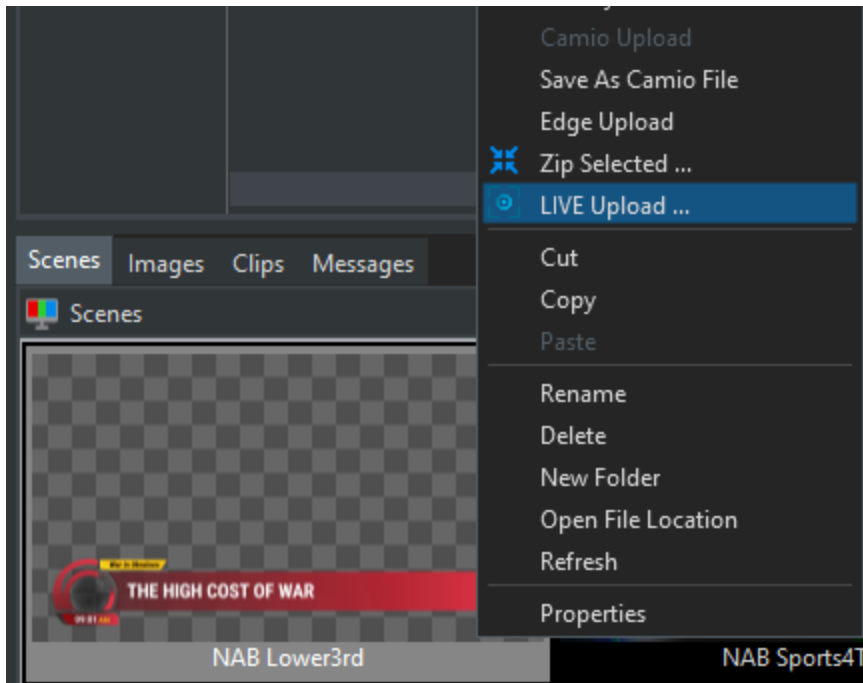 Camio Upload
Save As Camio File
Edge Upload
Zip Selected ...
LIVE Upload ...
Cut
Copy
Paste
Rename
Delete
New Folder
Open File Location
Refresh
Properties
Scenes Images Clips Messages
Scenes
THE HIGH COST OF WAR
NAB Lower3rd
NAB Sports4